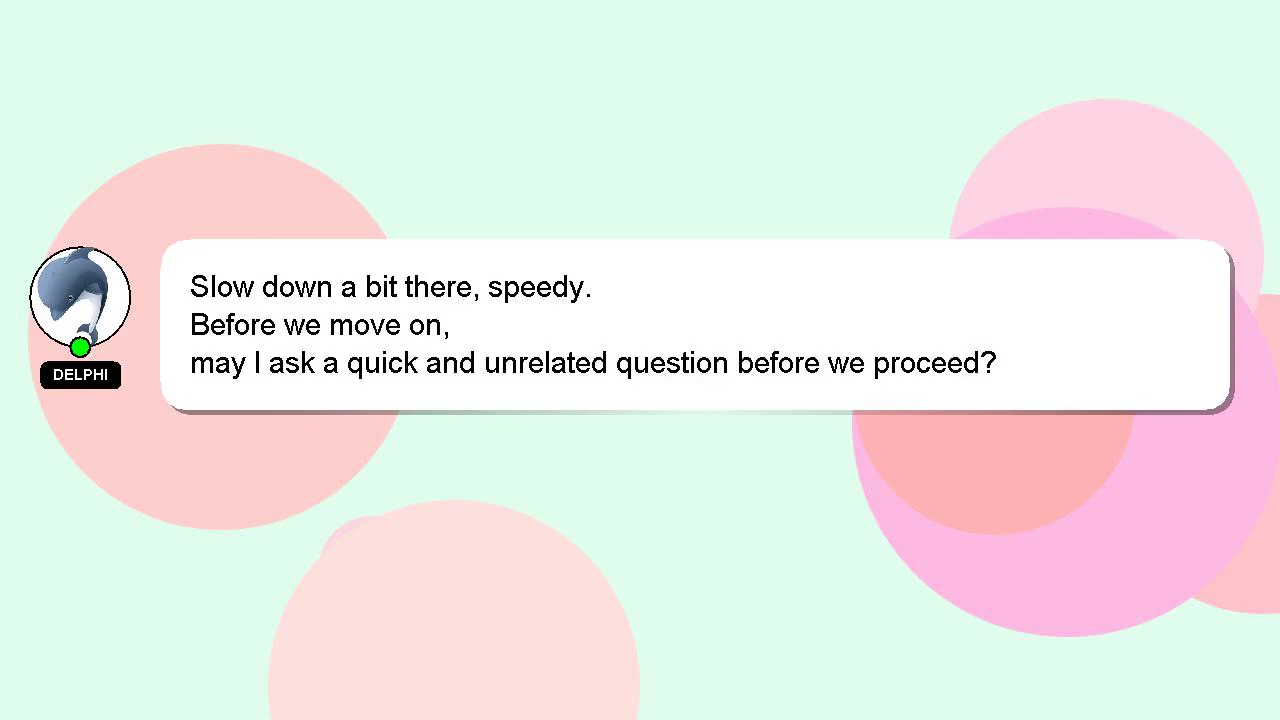 Slow down a bit there, speedy.
Before we move on,
may I ask a quick and unrelated question before we proceed?
DELPHI